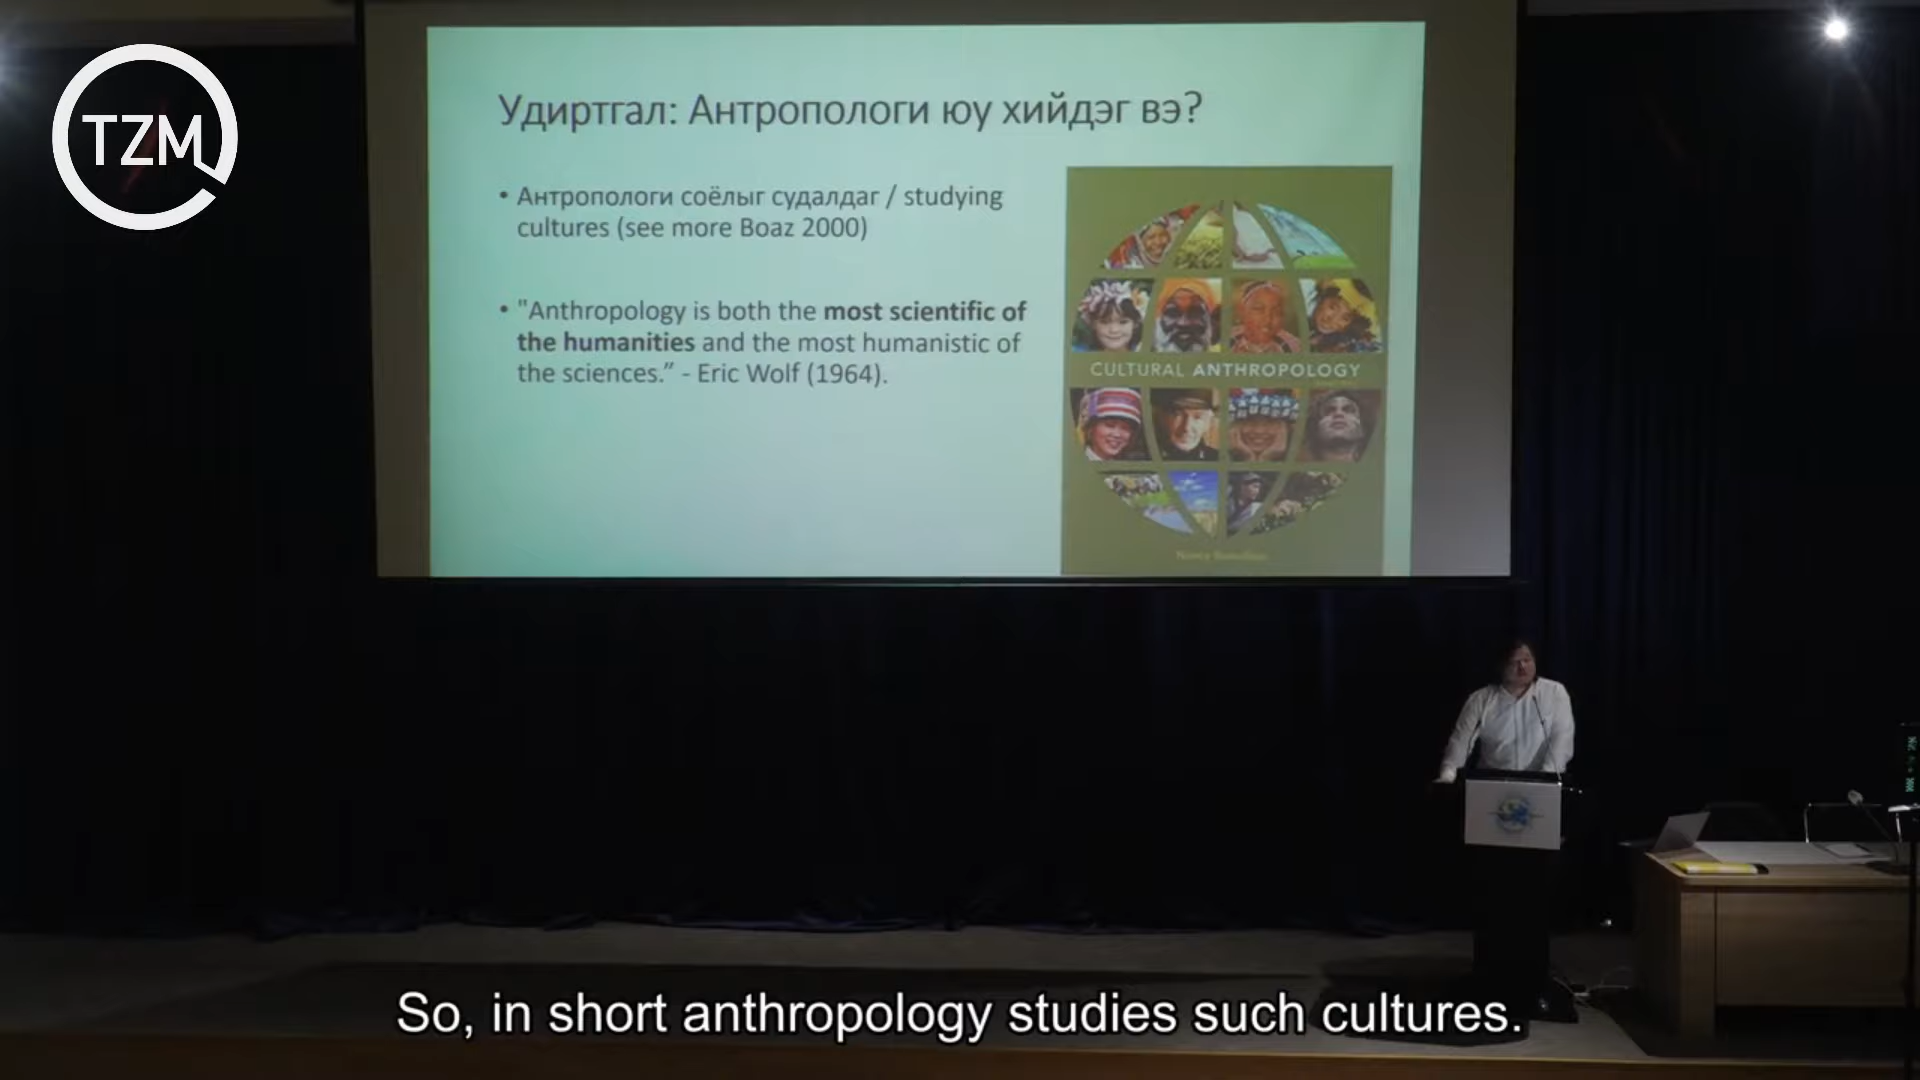 TZM
Удиртгал: Антропологи юу хийдэг вэ?
• Антропологи соёлыг судалдаг / studying
cultures (see more Boaz 2000)
• "Anthropology is both the most scientific of
the humanities and the most humanistic of
the sciences.” - Eric Wolf (1964).
CULTURAL ANTHROPOLOGY
So, in short anthropology studies such cultures.